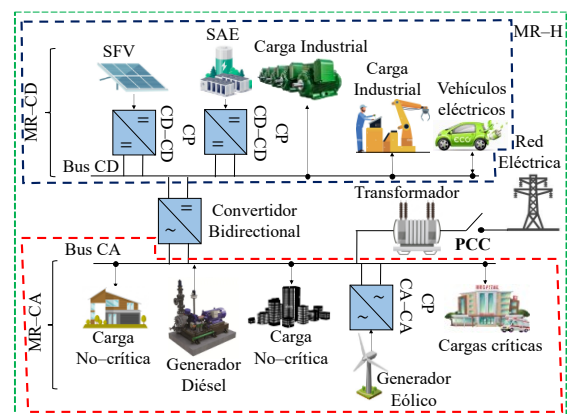 MR–H
MR–CD
SFV
SAE
Carga Industrial
Carga
Industrial
Vehículos
eléctricos
CD–CD
CP
CD–CD
CP
Bus CD
Red
Eléctrica
Convertidor
Bidirectional
Transformador
PCC
Bus CA
MR–CA
Carga
No–crítica
Generador
Diésel
Carga
No–crítica
CA–CA
CP
Generador
Eólico
HOSPITAL
Cargas críticas